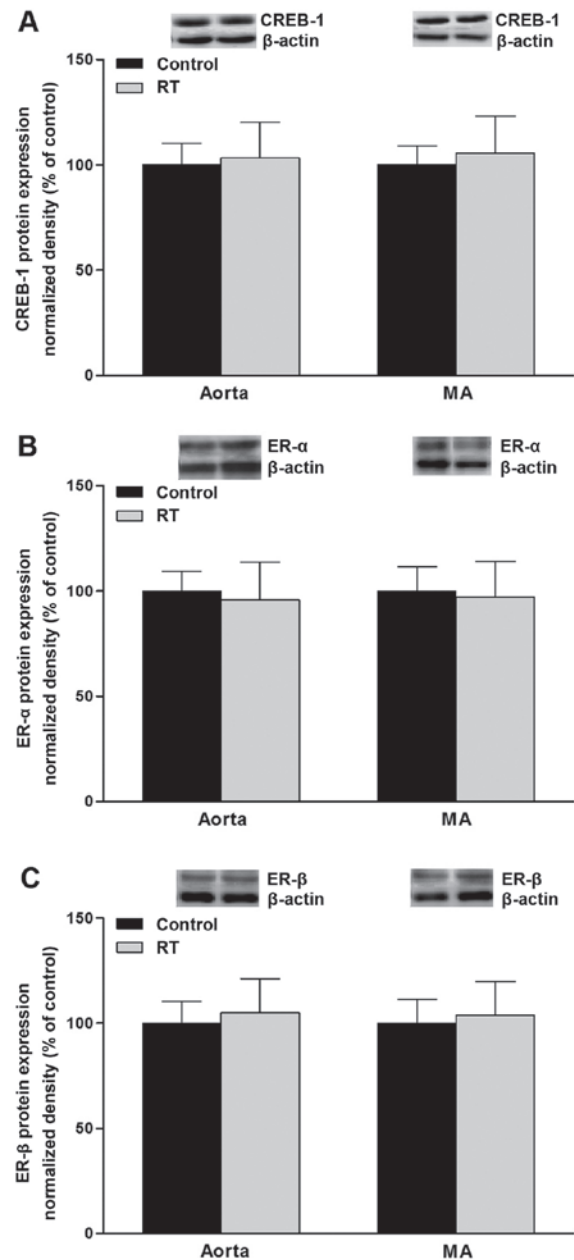 A
CREB-1
β-actin
CREB-1
β-actin
CREB-1 protein expression
normalized density (% of control)
150
100
50
0
Control
RT
Aorta
MA
B
ER-α
β-actin
ER-α
β-actin
ER-α protein expression
normalized density (% of control)
150
100
50
0
Control
RT
Aorta
MA
C
ER-β
β-actin
ER-β
β-actin
ER-β protein expression
normalized density (% of control)
150
100
50
0
Control
RT
Aorta
MA